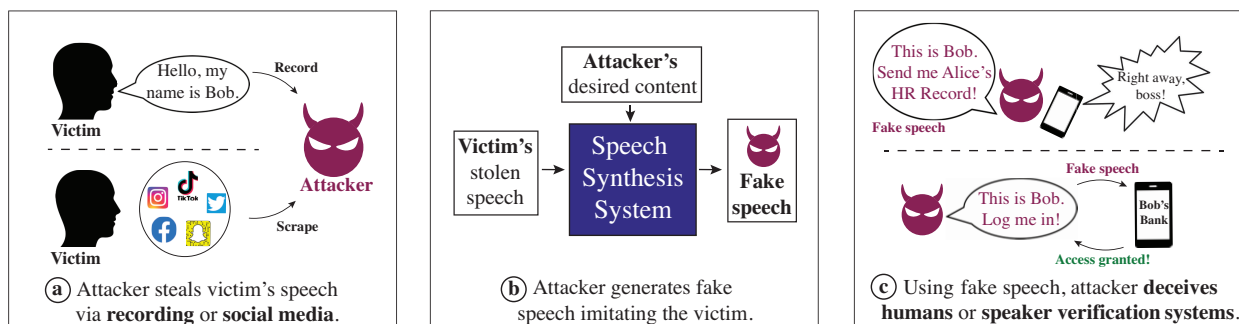 Hello, my
name is Bob.
Record
Victim
Attacker
TikTok
Scrape
Victim
a Attacker steals victim's speech
via recording or social media.
Attacker's
desired content
Victim's
stolen
speech
Speech
Synthesis
System
Fake
speech
b Attacker generates fake
speech imitating the victim.
This is Bob.
Send me Alice's
HR Record!
Right away,
boss!
Fake speech
Fake speech
This is Bob.
Log me in!
Bob's
Bank
Access granted!
c Using fake speech, attacker deceives
humans or speaker verification systems.